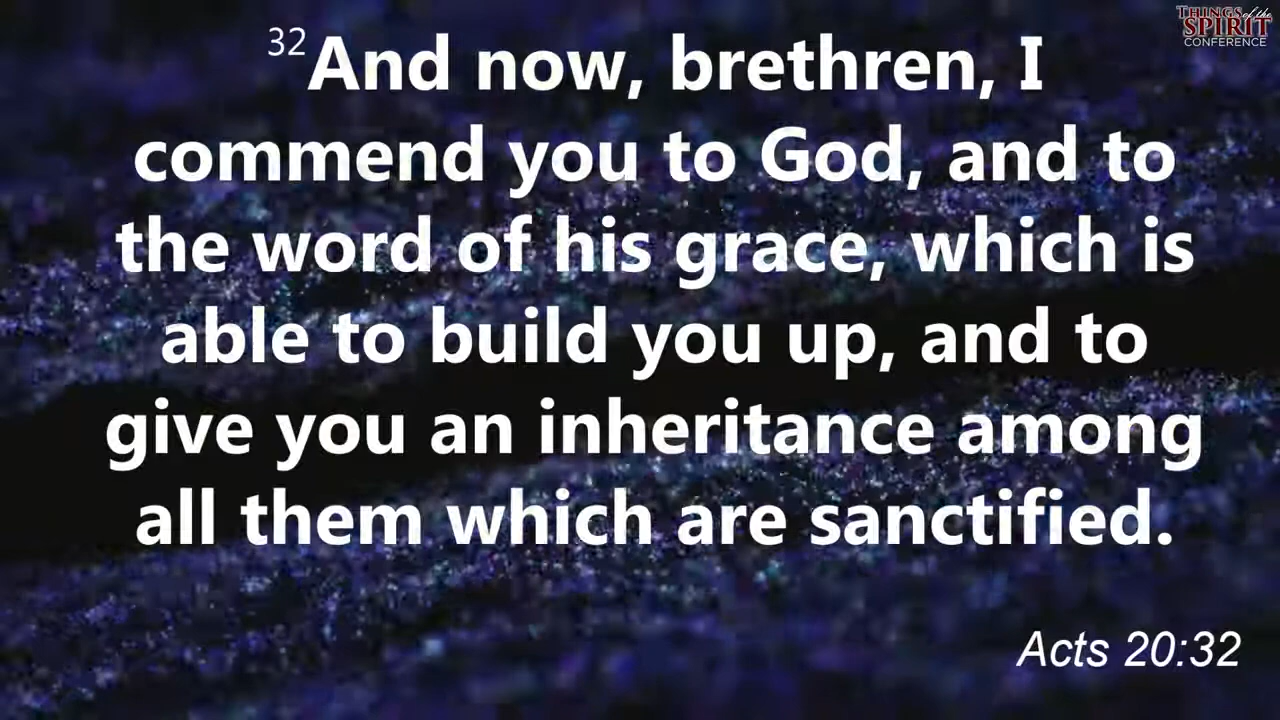 THINGS of the
SPIRIT
CONFERENCE
32And now, brethren, I
commend you to God, and to
the word of his grace, which is
able to build you up, and to
give you an inheritance among
all them which are sanctified.
Acts 20:32